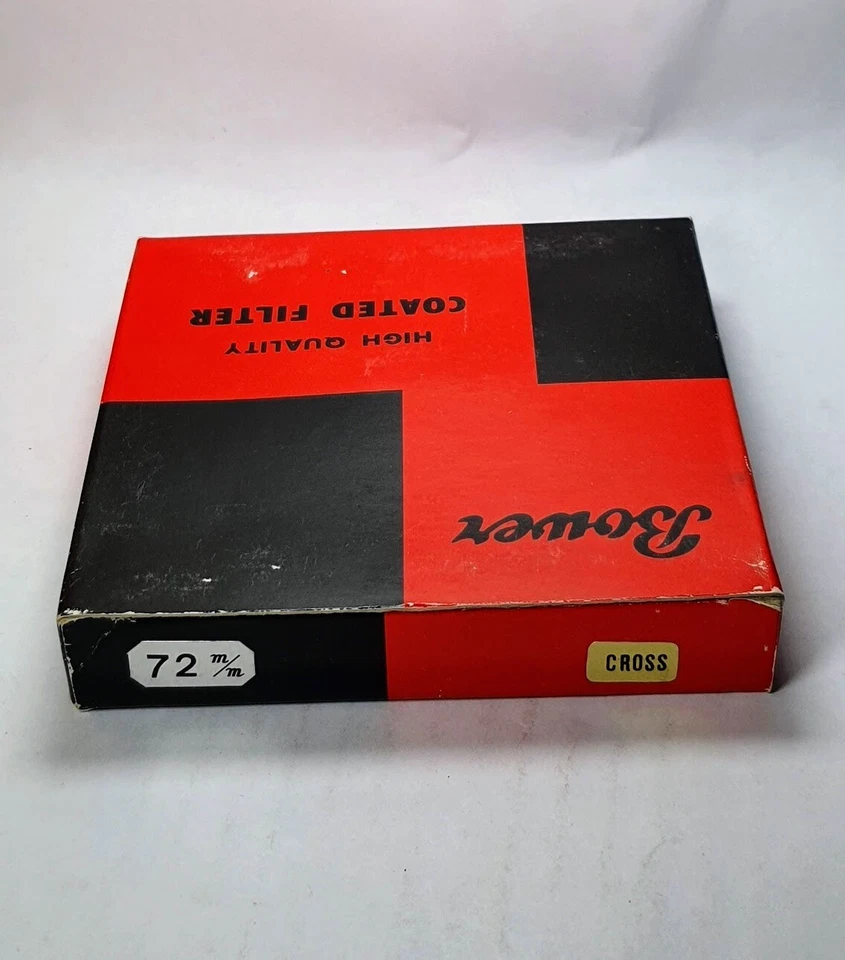 Bower
HIGH QUALITY
COATED FILTER
72 m/m
CROSS